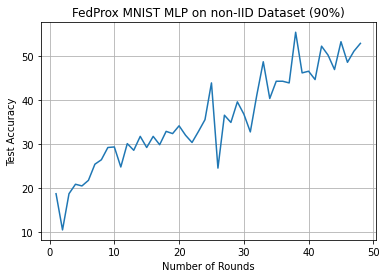 FedProx MNIST MLP on non-IID Dataset (90%)
50
40
30
20
10
Test Accuracy
0 10 20 30 40 50
Number of Rounds